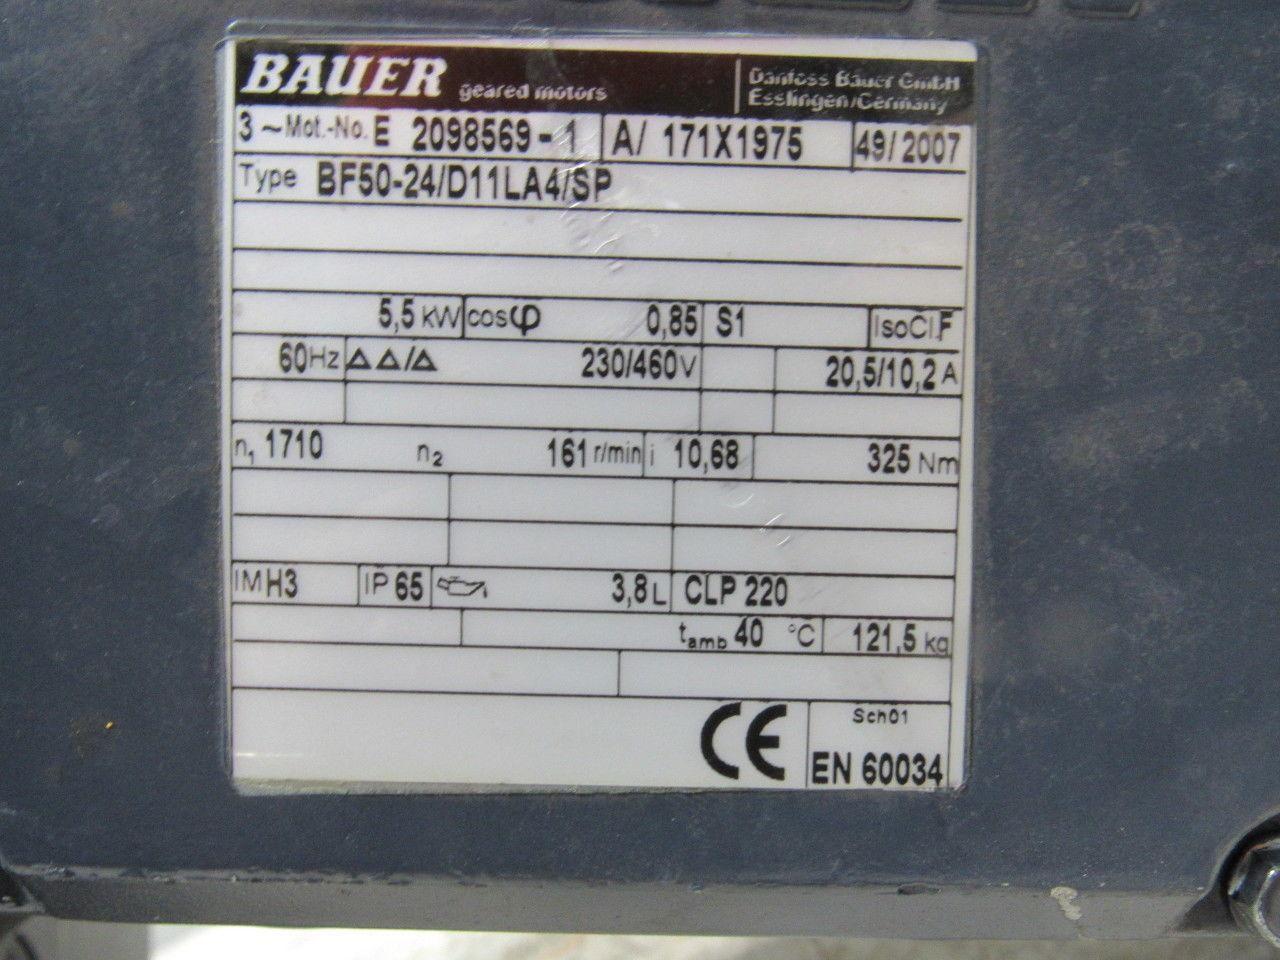 BAUER geared motors Danfoss Bauer GmbH
Esslingen/Germany
3~Mot.-No. E 2098569-1 A/ 171X1975 49/2007
Type BF50-24/D11LA4/SP
5,5 kW cosφ 0,85 S1 IsoCl.F
60Hz ΔΔ/Δ 230/460V 20,5/10,2 A
n₁ 1710 n₂ 161 r/min i 10,68 325 Nm
IM H3 IP 65 3,8 L CLP 220
tamb 40 °C 121,5 kg
CE Sch01
EN 60034